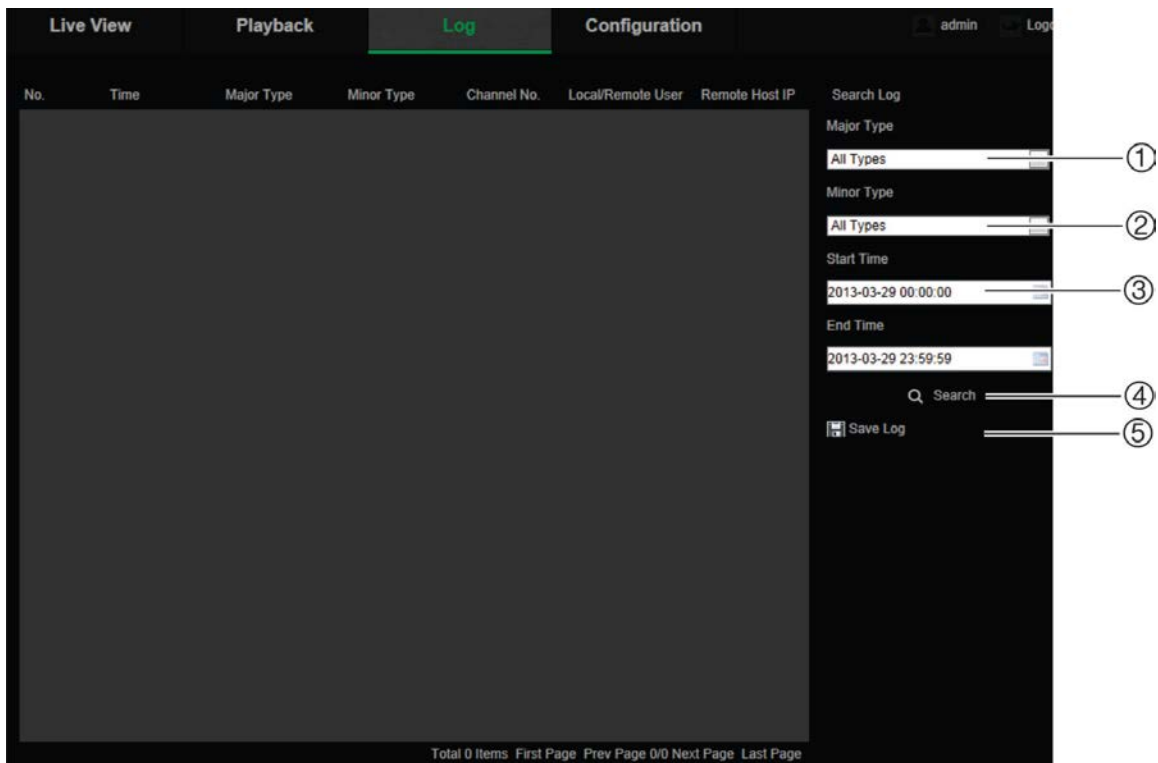 Live View Playback Log Configuration admin
No. Time Major Type Minor Type Channel No. Local/Remote User Remote Host IP Search Log
Major Type
All Types ①
Minor Type
All Types ②
Start Time
2013-03-29 00:00:00 ③
End Time
2013-03-29 23:59:59
Search ④
Save Log ⑤
Total 0 Items First Page Prev Page 0/0 Next Page Last Page